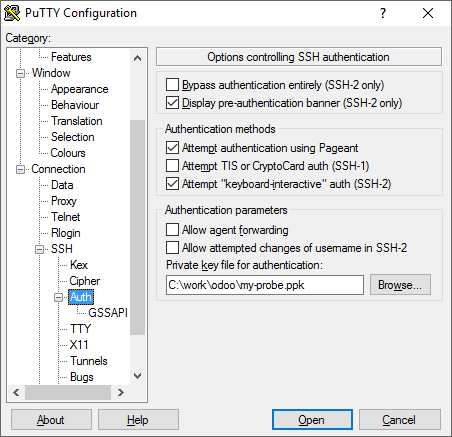 PuTTY Configuration
?
Category:
Features
Window
Appearance
Behaviour
Translation
Selection
Colours
Connection
Data
Proxy
Telnet
Rlogin
SSH
Kex
Cipher
Auth
GSSAPI
TTY
X11
Tunnels
Bugs
Options controlling SSH authentication
Bypass authentication entirely (SSH-2 only)
Display pre-authentication banner (SSH-2 only)
Authentication methods
Attempt authentication using Pageant
Attempt TIS or CryptoCard auth (SSH-1)
Attempt "keyboard-interactive" auth (SSH-2)
Authentication parameters
Allow agent forwarding
Allow attempted changes of username in SSH-2
Private key file for authentication:
C:\work\odoo\my-probe.ppk
Browse...
About
Help
Open
Cancel